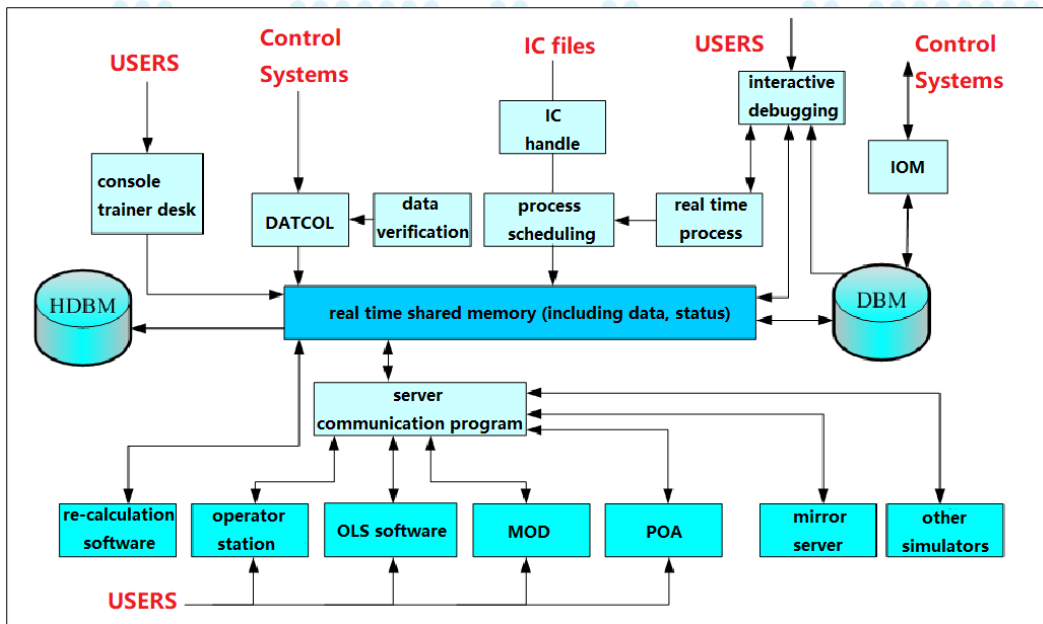 USERS
Control
Systems
IC files
USERS
Control
Systems
interactive
debugging
IC
handle
IOM
console
trainer desk
DATCOL
data
verification
process
scheduling
real time
process
HDBM
real time shared memory (including data, status)
DBM
server
communication program
re-calculation
software
operator
station
OLS software
MOD
POA
mirror
server
other
simulators
USERS